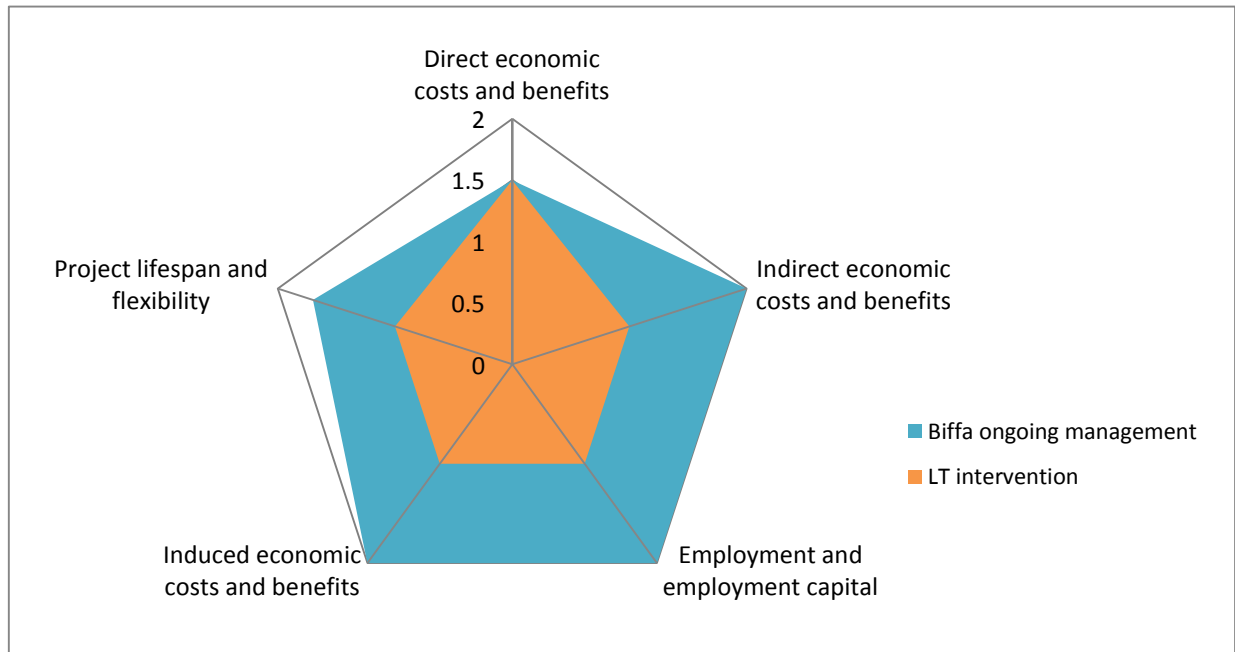 Direct economic
costs and benefits
2
1.5
1
0.5
0
Project lifespan and
flexibility
Indirect economic
costs and benefits
Biffa ongoing management
LT intervention
Induced economic
costs and benefits
Employment and
employment capital